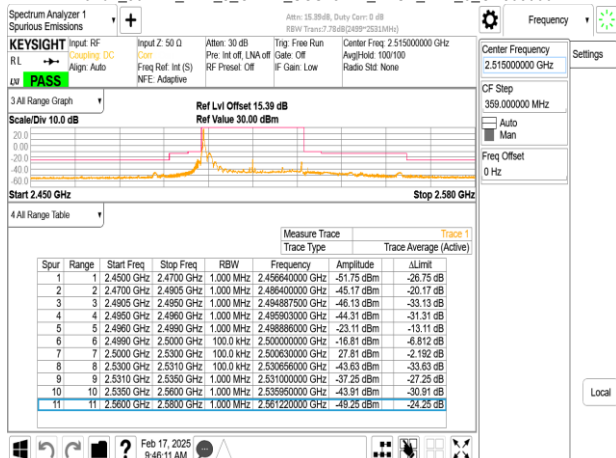 Spectrum Analyzer 1
Spurious Emissions
Attn: 15.39dB, Duty Corr: 0 dB
RBW Trans:7.78dB(2499~2531MHz)
Frequency
KEYSIGHT
RL
LXI PASS
Input: RF
Coupling: DC
Align: Auto
Input Z: 50 Ω
Corr
Freq Ref: Int (S)
NFE: Adaptive
Atten: 30 dB
Pre: Int off, LNA off
RF Preset: Off
Trig: Free Run
Gate: Off
IF Gain: Low
Center Freq: 2.515000000 GHz
Avg|Hold: 100/100
Radio Std: None
Center Frequency
2.515000000 GHz
Settings
CF Step
359.000000 MHz
Auto
Man
Freq Offset
0 Hz
3 All Range Graph
Scale/Div 10.0 dB
Ref Lvl Offset 15.39 dB
Ref Value 30.00 dBm
20.0
0.00
-20.0
-40.0
-60.0
Start 2.450 GHz
Stop 2.580 GHz
4 All Range Table
Measure Trace Trace 1
Trace Type Trace Average (Active)
Spur Range Start Freq Stop Freq RBW Frequency Amplitude ΔLimit
1 1 2.4500 GHz 2.4700 GHz 1.000 MHz 2.456640000 GHz -51.75 dBm -26.75 dB
2 2 2.4700 GHz 2.4905 GHz 1.000 MHz 2.486400000 GHz -45.17 dBm -20.17 dB
3 3 2.4905 GHz 2.4950 GHz 1.000 MHz 2.494887500 GHz -46.13 dBm -33.13 dB
4 4 2.4950 GHz 2.4960 GHz 1.000 MHz 2.495903000 GHz -44.31 dBm -31.31 dB
5 5 2.4960 GHz 2.4990 GHz 1.000 MHz 2.498886000 GHz -23.11 dBm -13.11 dB
6 6 2.4990 GHz 2.5000 GHz 100.0 kHz 2.500000000 GHz -16.81 dBm -6.812 dB
7 7 2.5000 GHz 2.5300 GHz 100.0 kHz 2.500630000 GHz 27.81 dBm -2.192 dB
8 8 2.5300 GHz 2.5310 GHz 100.0 kHz 2.530656000 GHz -43.63 dBm -33.63 dB
9 9 2.5310 GHz 2.5350 GHz 1.000 MHz 2.531000000 GHz -37.25 dBm -27.25 dB
10 10 2.5350 GHz 2.5600 GHz 1.000 MHz 2.535950000 GHz -43.91 dBm -30.91 dB
11 11 2.5600 GHz 2.5800 GHz 1.000 MHz 2.561220000 GHz -49.25 dBm -24.25 dB
Local
?
Feb 17, 2025
9:46:11 AM